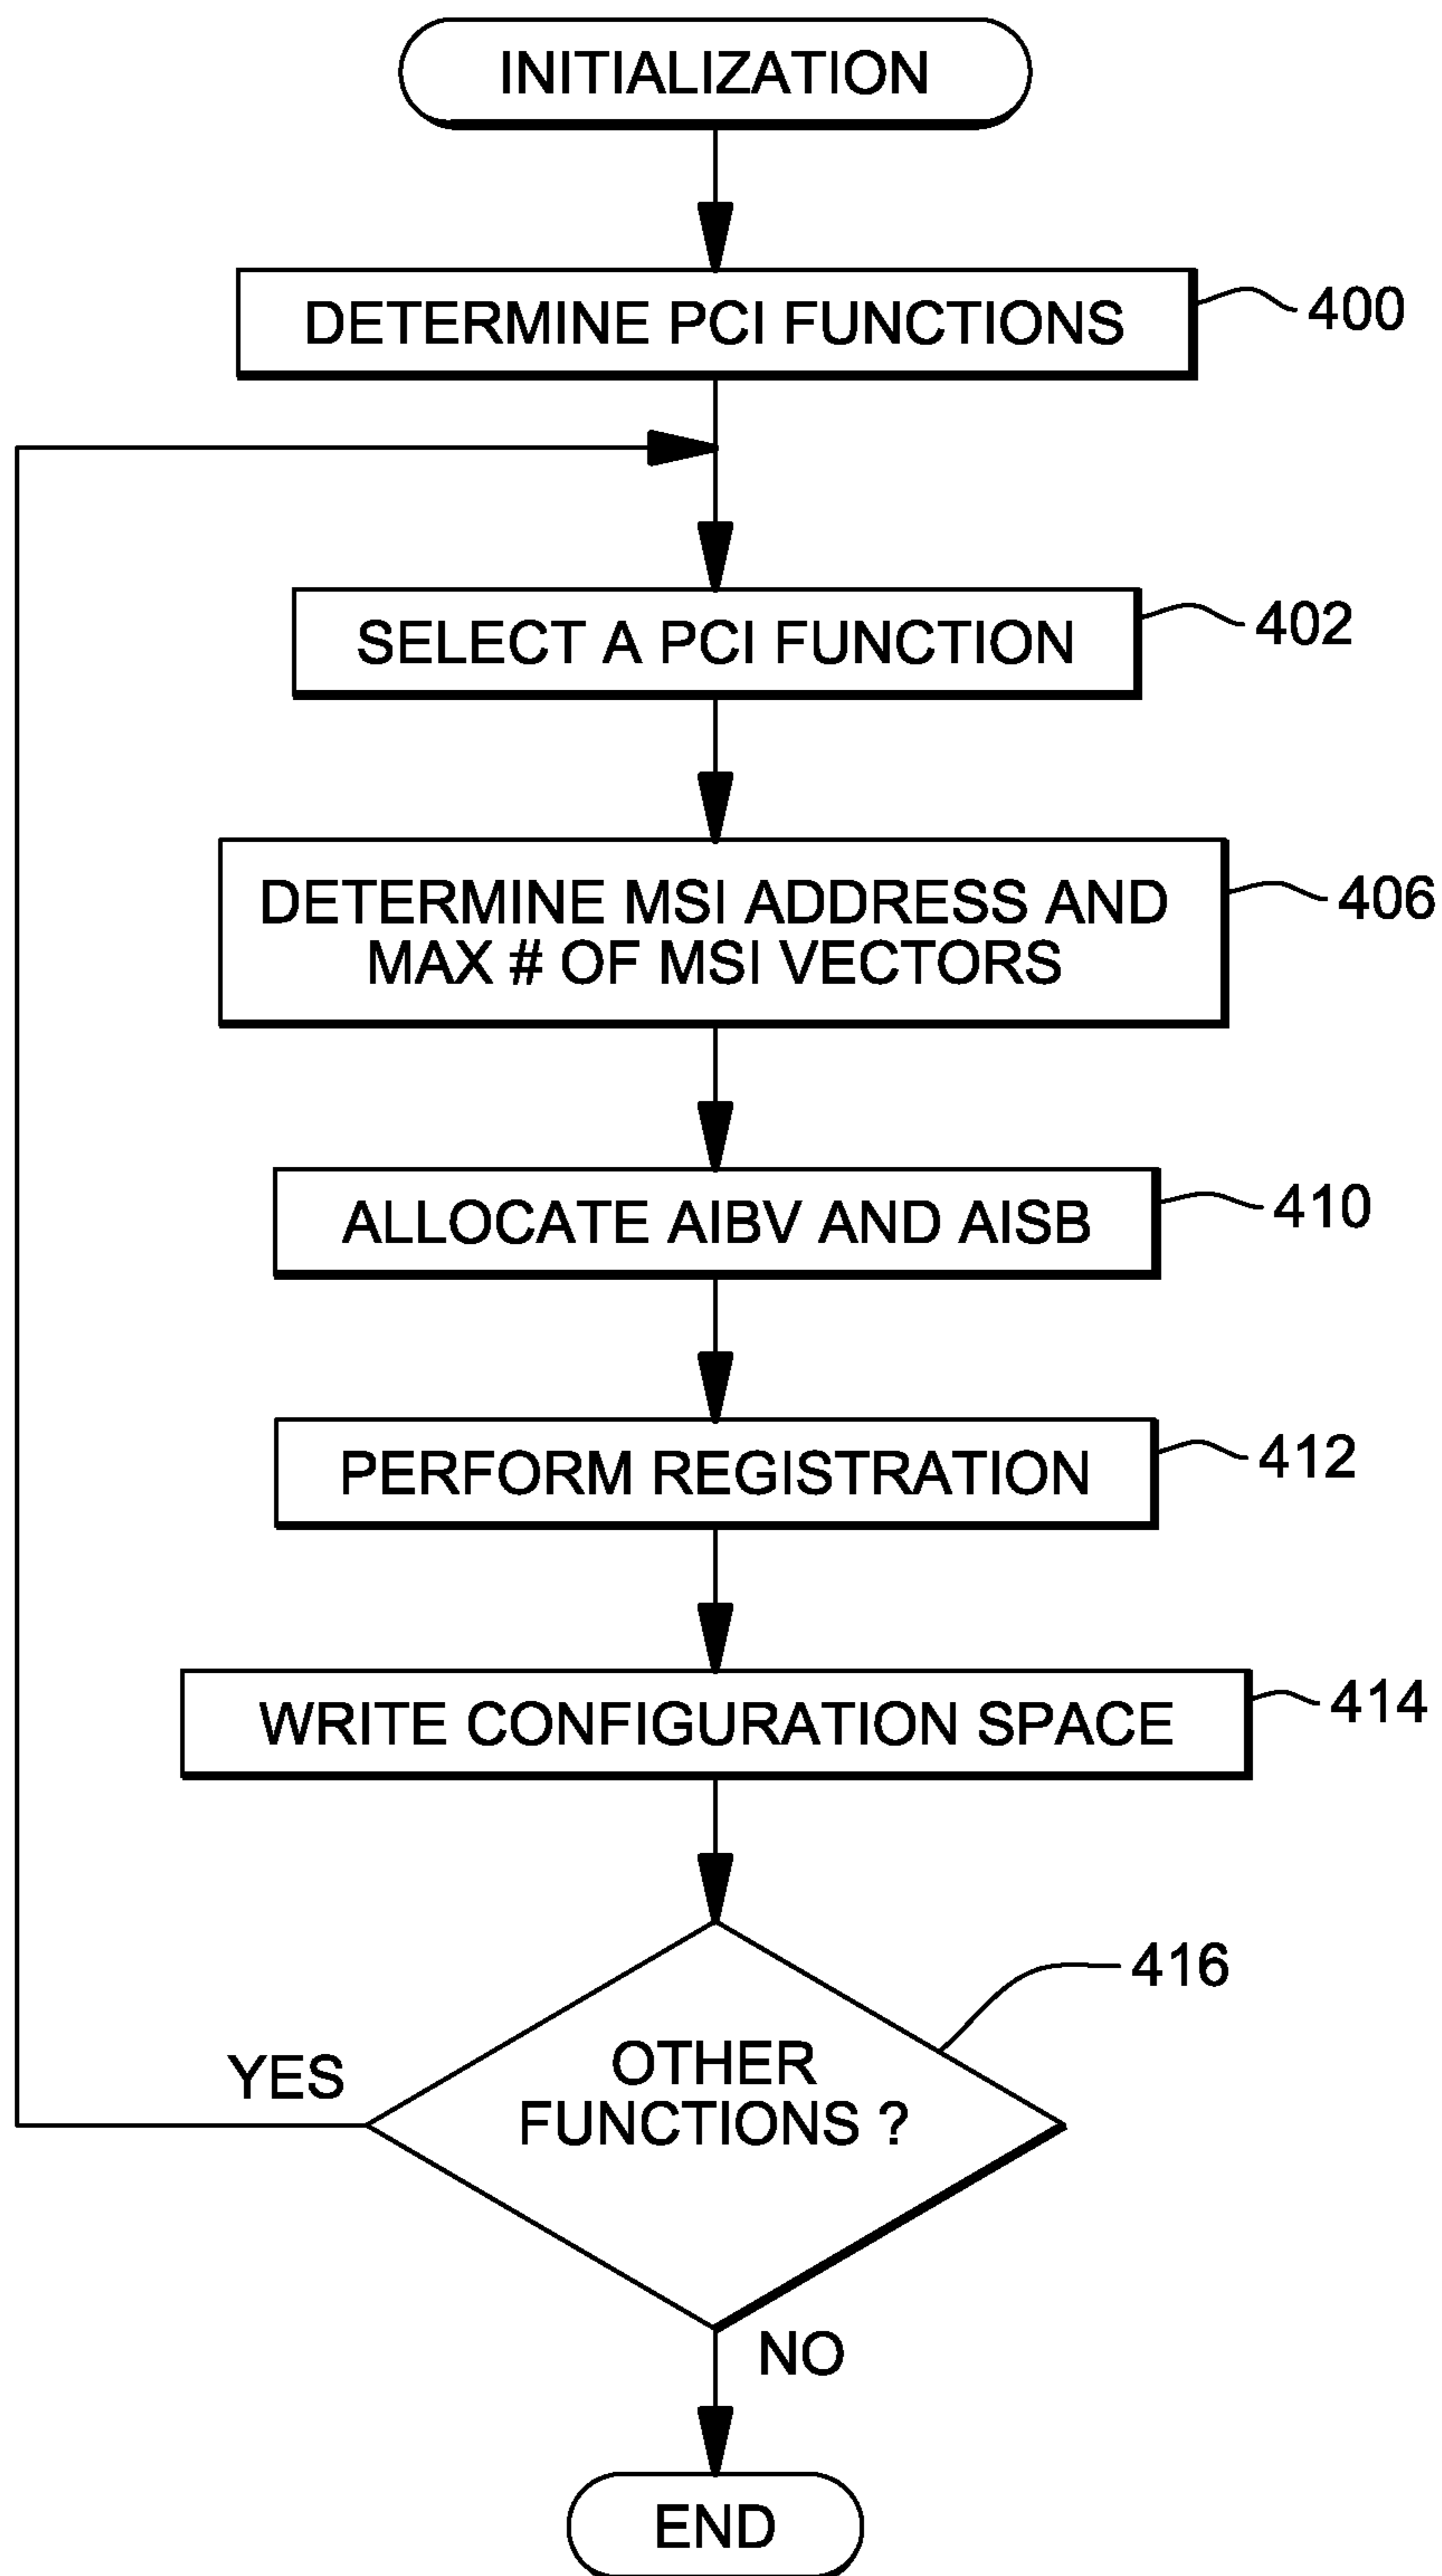 INITIALIZATION
DETERMINE PCI FUNCTIONS
400
SELECT A PCI FUNCTION
402
DETERMINE MSI ADDRESS AND
MAX # OF MSI VECTORS
406
ALLOCATE AIBV AND AISB
410
PERFORM REGISTRATION
412
WRITE CONFIGURATION SPACE
414
416
OTHER
FUNCTIONS ?
YES
NO
END